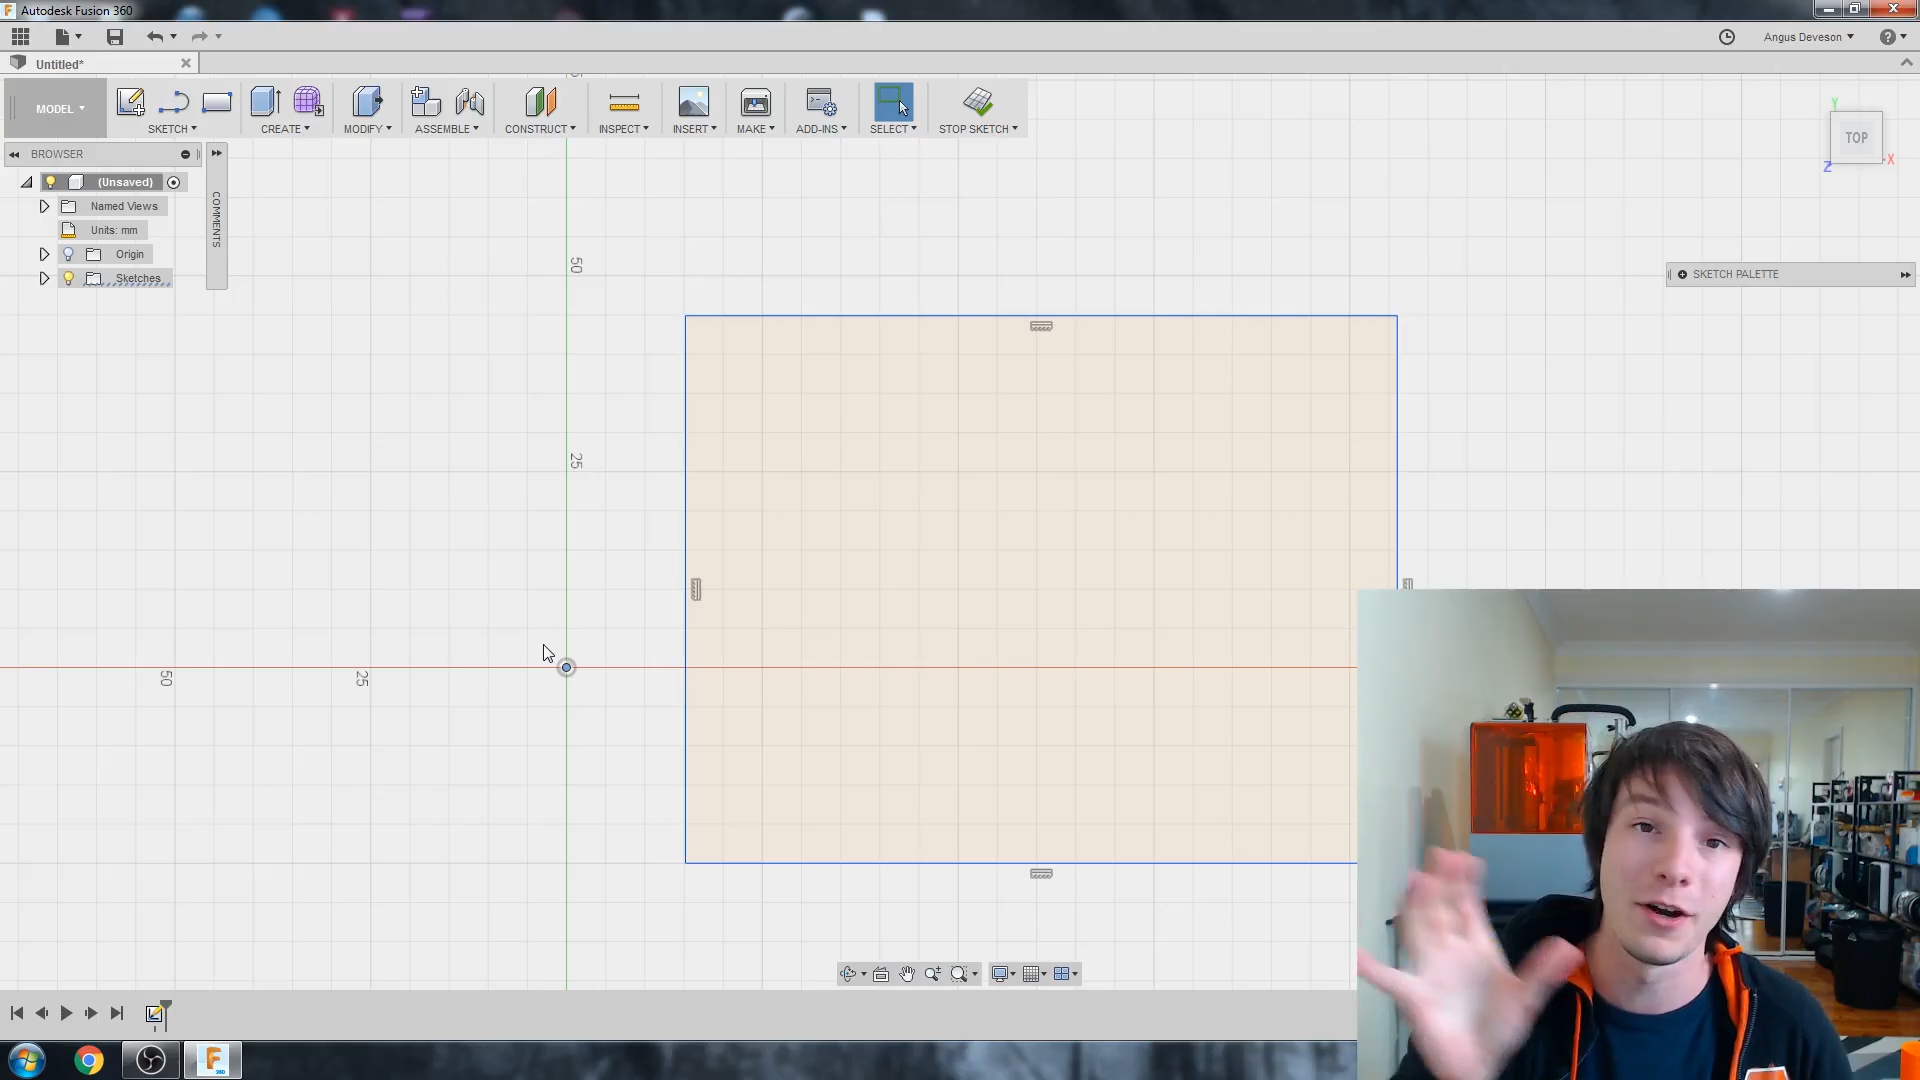 Autodesk Fusion 360
Angus Deveson
Untitled*
MODEL
SKETCH
CREATE
MODIFY
ASSEMBLE
CONSTRUCT
INSPECT
INSERT
MAKE
ADD-INS
SELECT
STOP SKETCH
TOP
Y
X
Z
BROWSER
(Unsaved)
Named Views
Units: mm
Origin
Sketches
COMMENTS
SKETCH PALETTE
50
25
50
25
F
360